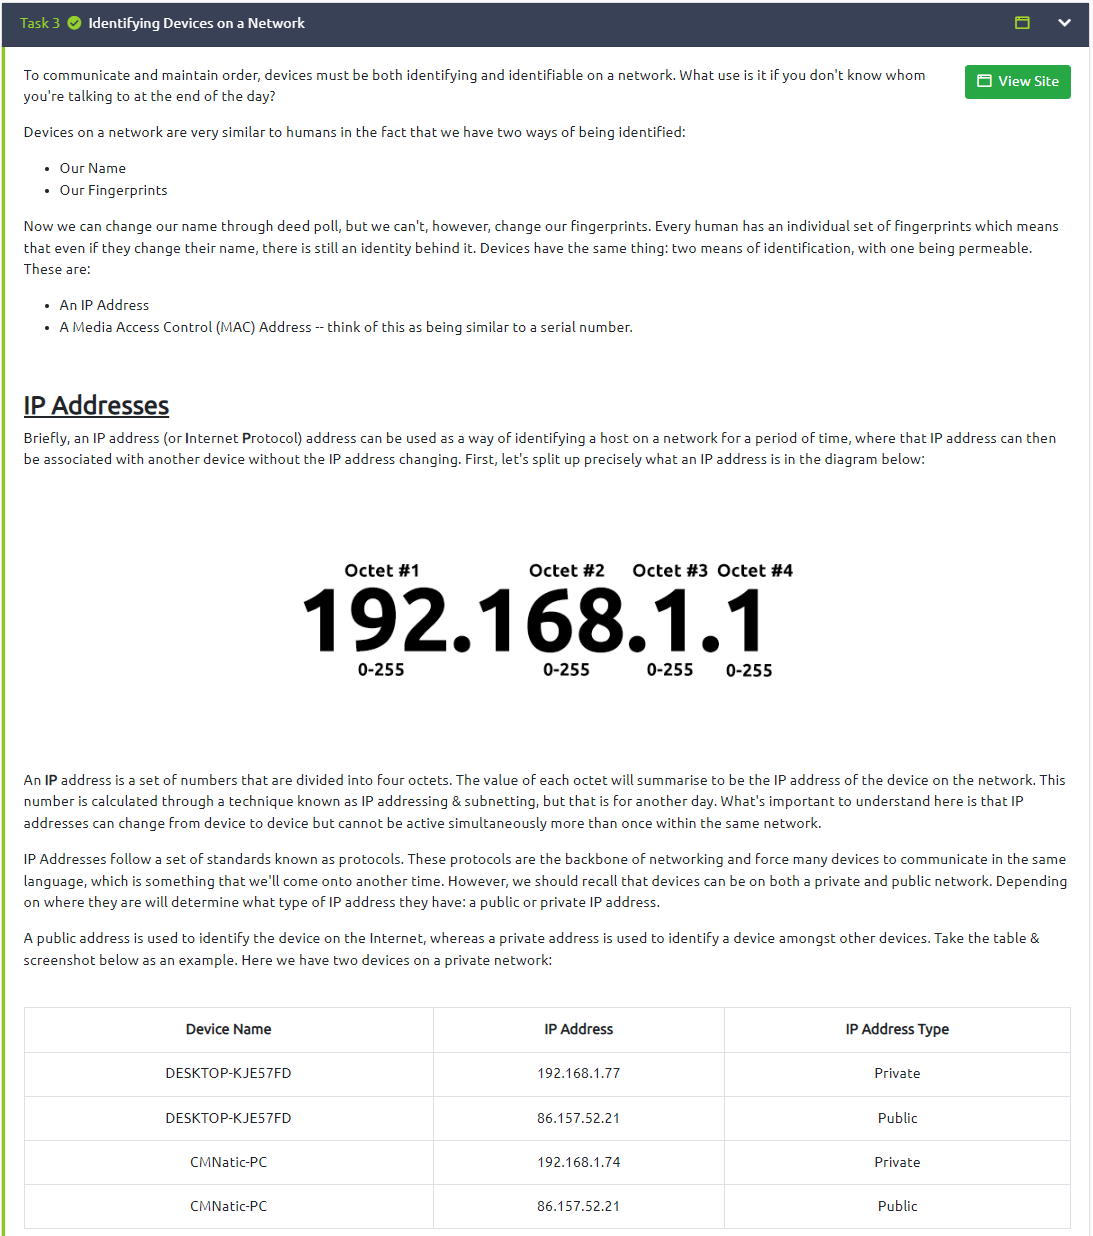 Task 3 Identifying Devices on a Network
To communicate and maintain order, devices must be both identifying and identifiable on a network. What use is it if you don't know whom
you're talking to at the end of the day?
View Site
Devices on a network are very similar to humans in the fact that we have two ways of being identified:
• Our Name
• Our Fingerprints
Now we can change our name through deed poll, but we can't, however, change our fingerprints. Every human has an individual set of fingerprints which means
that even if they change their name, there is still an identity behind it. Devices have the same thing: two means of identification, with one being permeable.
These are:
• An IP Address
• A Media Access Control (MAC) Address -- think of this as being similar to a serial number.
IP Addresses
Briefly, an IP address (or Internet Protocol) address can be used as a way of identifying a host on a network for a period of time, where that IP address can then
be associated with another device without the IP address changing. First, let's split up precisely what an IP address is in the diagram below:
Octet #1 Octet #2 Octet #3 Octet #4
192.168.1.1
0-255 0-255 0-255 0-255
An IP address is a set of numbers that are divided into four octets. The value of each octet will summarise to be the IP address of the device on the network. This
number is calculated through a technique known as IP addressing & subnetting, but that is for another day. What's important to understand here is that IP
addresses can change from device to device but cannot be active simultaneously more than once within the same network.
IP Addresses follow a set of standards known as protocols. These protocols are the backbone of networking and force many devices to communicate in the same
language, which is something that we'll come onto another time. However, we should recall that devices can be on both a private and public network. Depending
on where they are will determine what type of IP address they have: a public or private IP address.
A public address is used to identify the device on the Internet, whereas a private address is used to identify a device amongst other devices. Take the table &
screenshot below as an example. Here we have two devices on a private network:
Device Name IP Address IP Address Type
DESKTOP-KJE57FD 192.168.1.77 Private
DESKTOP-KJE57FD 86.157.52.21 Public
CMNatic-PC 192.168.1.74 Private
CMNatic-PC 86.157.52.21 Public